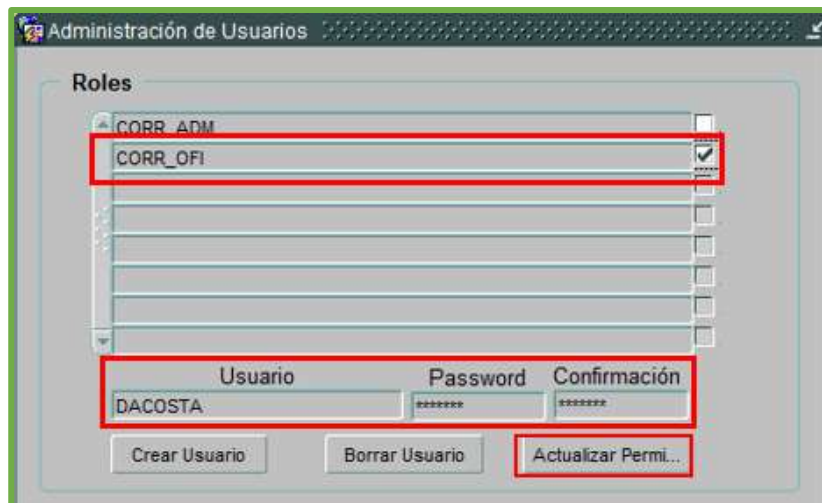 Administración de Usuarios
Roles
CORR_ADM
CORR_OFI
Usuario Password Confirmación
DACOSTA ******* *******
Crear Usuario Borrar Usuario Actualizar Permi...